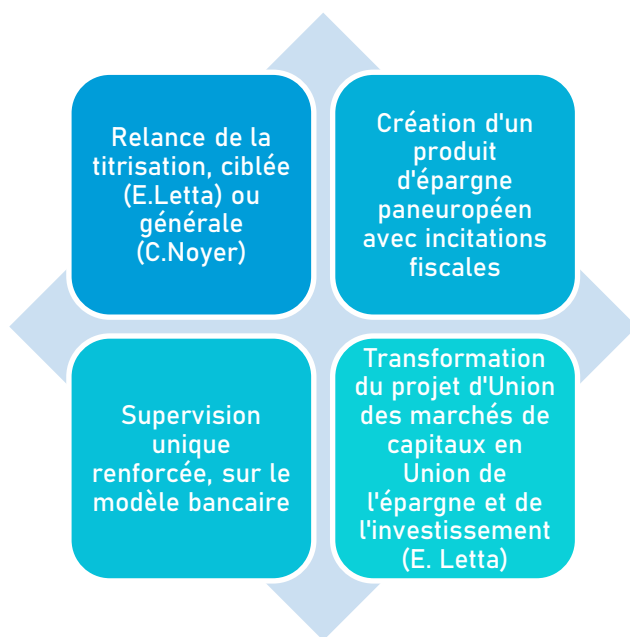 Relance de la
titrisation, ciblée
(E.Letta) ou
générale
(C.Noyer)
Création d'un
produit
d'épargne
paneuropéen
avec incitations
fiscales
Supervision
unique
renforcée, sur le
modèle bancaire
Transformation
du projet d'Union
des marchés de
capitaux en
Union de
l'épargne et de
l'investissement
(E. Letta)